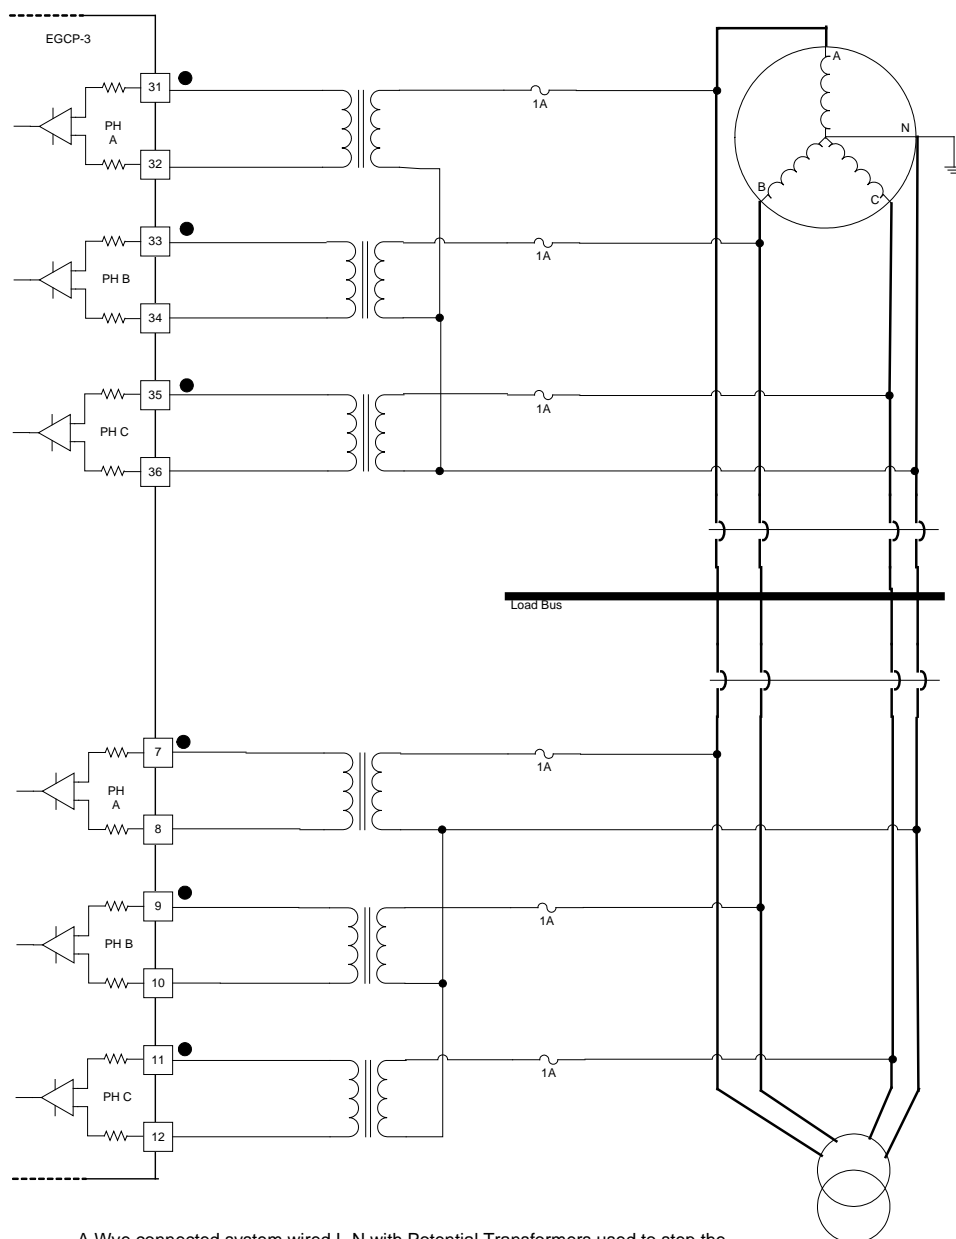 EGCP-3
A
31
PH
A
1A
N
32
B
C
33
PH B
1A
34
35
PH C
1A
36
Load Bus
7
PH
A
1A
8
9
PH B
1A
10
11
PH C
1A
12
A Wye connected system wired L-N with Potential Transformers used to step the